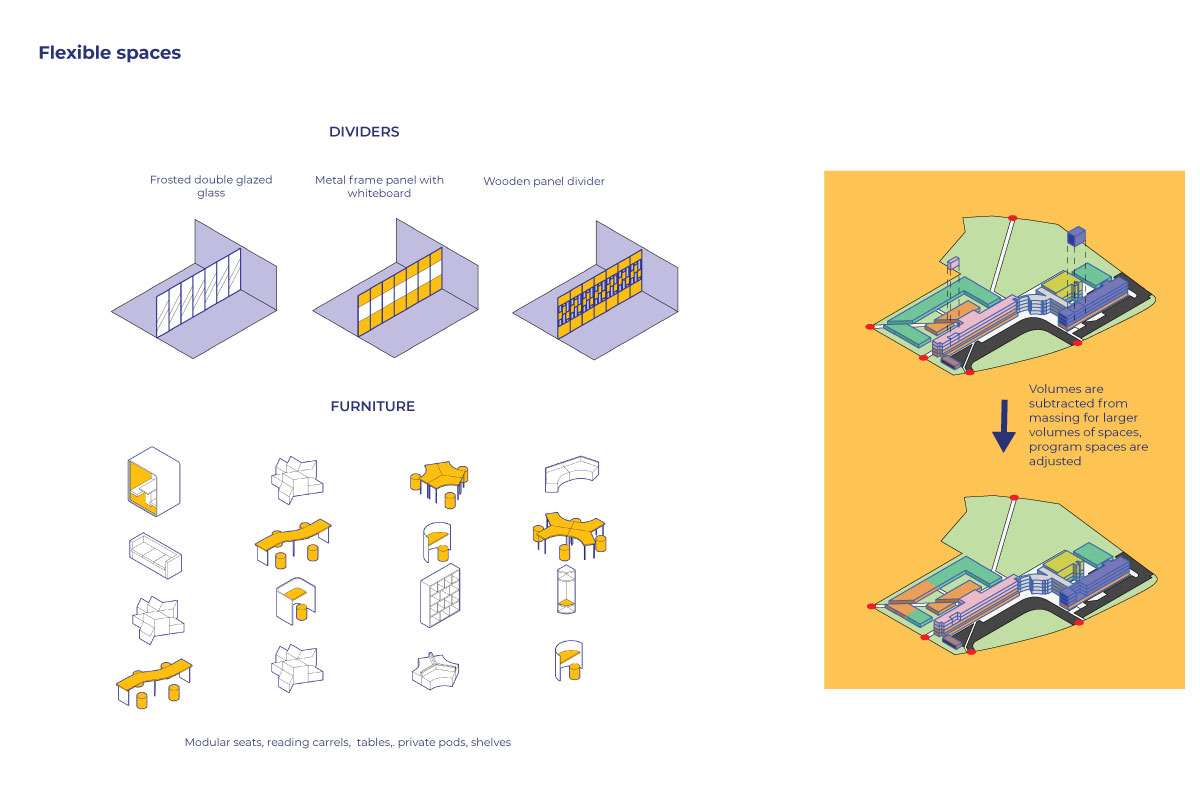 Flexible spaces
DIVIDERS
Frosted double glazed
glass
Metal frame panel with
whiteboard
Wooden panel divider
FURNITURE
Modular seats, reading carrels,  tables,. private pods, shelves
Volumes are
subtracted from
massing for larger
volumes of spaces,
program spaces are
adjusted